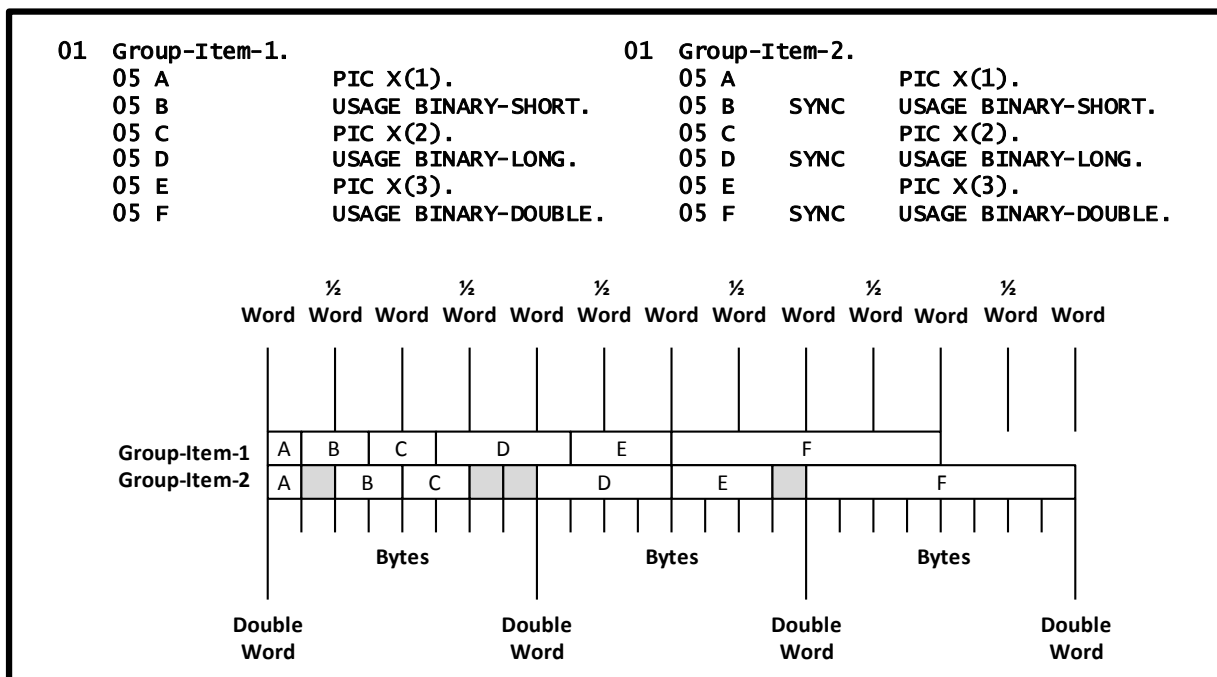 01 Group-Item-1.
05 A PIC X(1).
05 B USAGE BINARY-SHORT.
05 C PIC X(2).
05 D USAGE BINARY-LONG.
05 E PIC X(3).
05 F USAGE BINARY-DOUBLE.
01 Group-Item-2.
05 A PIC X(1).
05 B SYNC USAGE BINARY-SHORT.
05 C PIC X(2).
05 D SYNC USAGE BINARY-LONG.
05 E PIC X(3).
05 F SYNC USAGE BINARY-DOUBLE.
½ ½ ½ ½ ½ ½
Word Word Word Word Word Word Word Word Word Word Word Word Word
Group-Item-1 A B C D E F
Group-Item-2 A B C D E F
Bytes Bytes Bytes
Double Double Double Double
Word Word Word Word